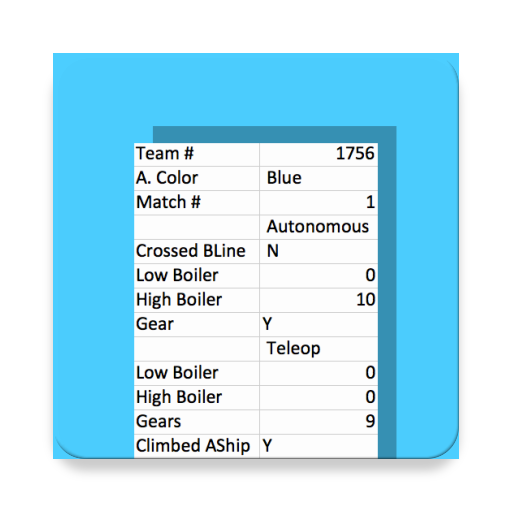 Team # 1756
A. Color Blue
Match # 1
Autonomous
Crossed BLine N
Low Boiler 0
High Boiler 10
Gear Y
Teleop
Low Boiler 0
High Boiler 0
Gears 9
Climbed AShip Y